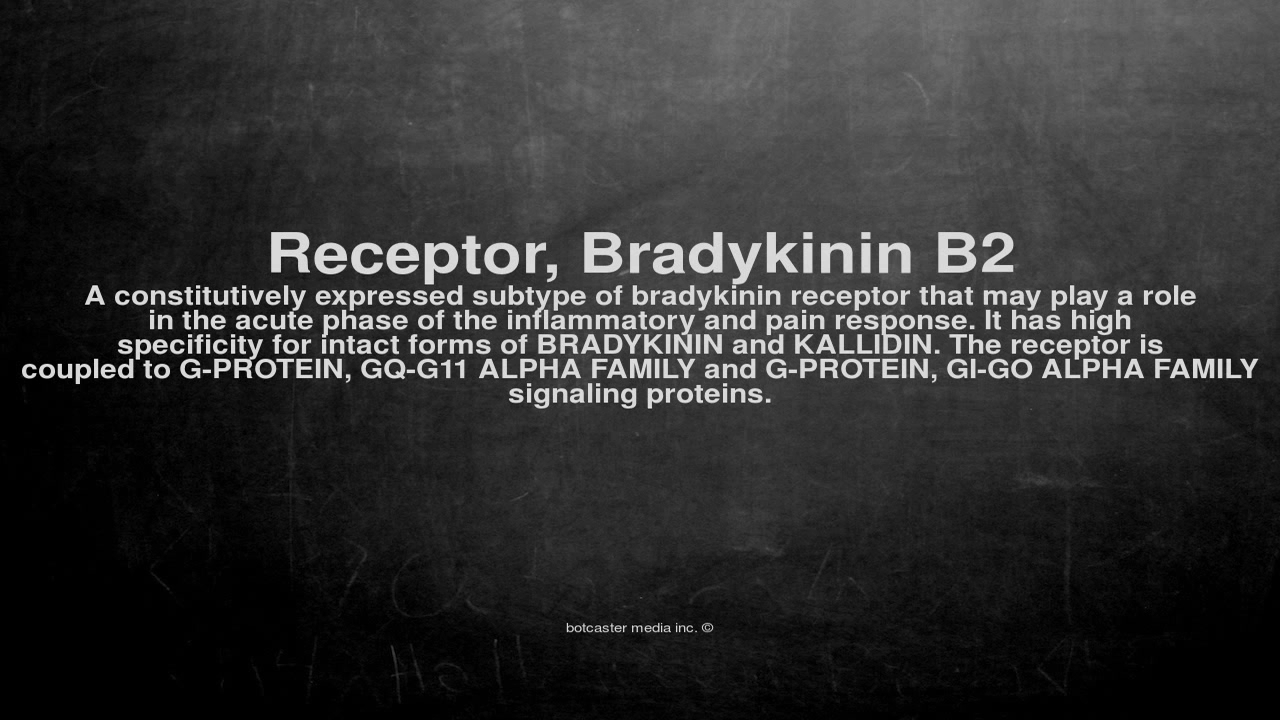 Receptor, Bradykinin B2
A constitutively expressed subtype of bradykinin receptor that may play a role
in the acute phase of the inflammatory and pain response. It has high
specificity for intact forms of BRADYKININ and KALLIDIN. The receptor is
coupled to G-PROTEIN, GQ-G11 ALPHA FAMILY and G-PROTEIN, GI-GO ALPHA FAMILY
signaling proteins.
botcaster media inc. ©